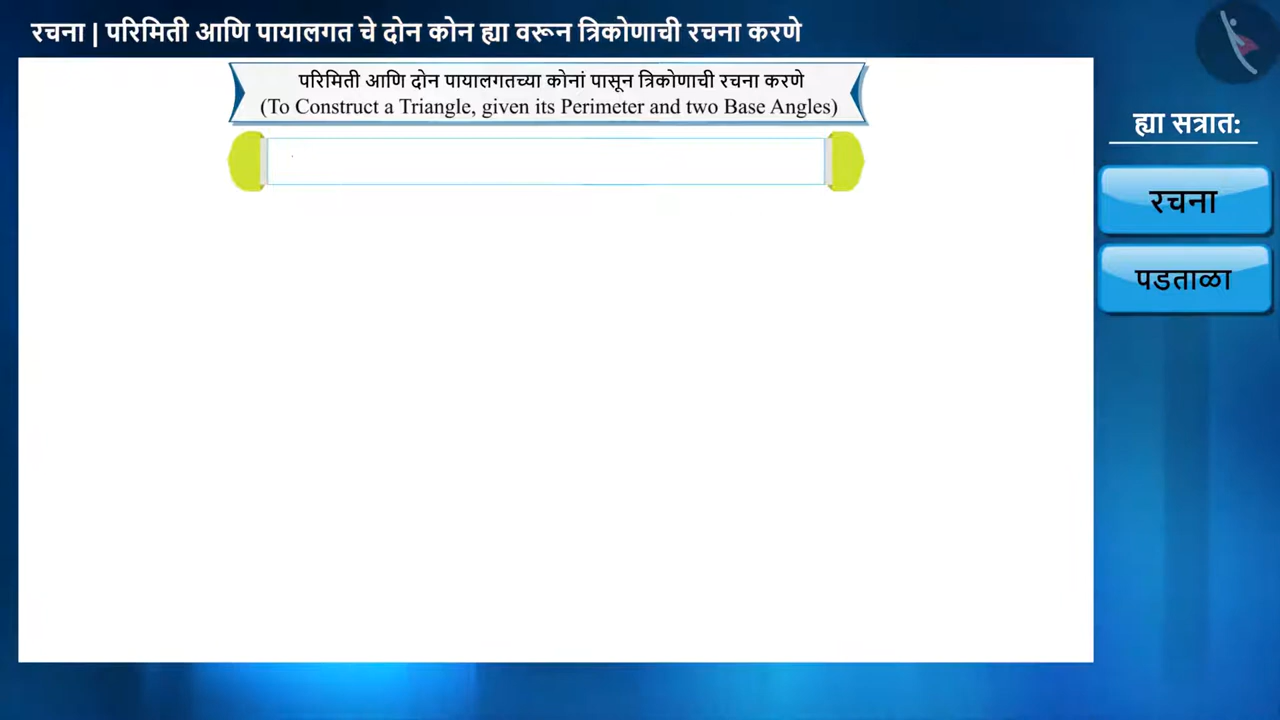 रचना | परिमिती आणि पायालगत चे दोन कोन ह्या वरून त्रिकोणाची रचना करणे
परिमिती आणि दोन पायालगतच्या कोनां पासून त्रिकोणाची रचना करणे
(To Construct a Triangle, given its Perimeter and two Base Angles)
ह्या सत्रात:
रचना
पडताळा